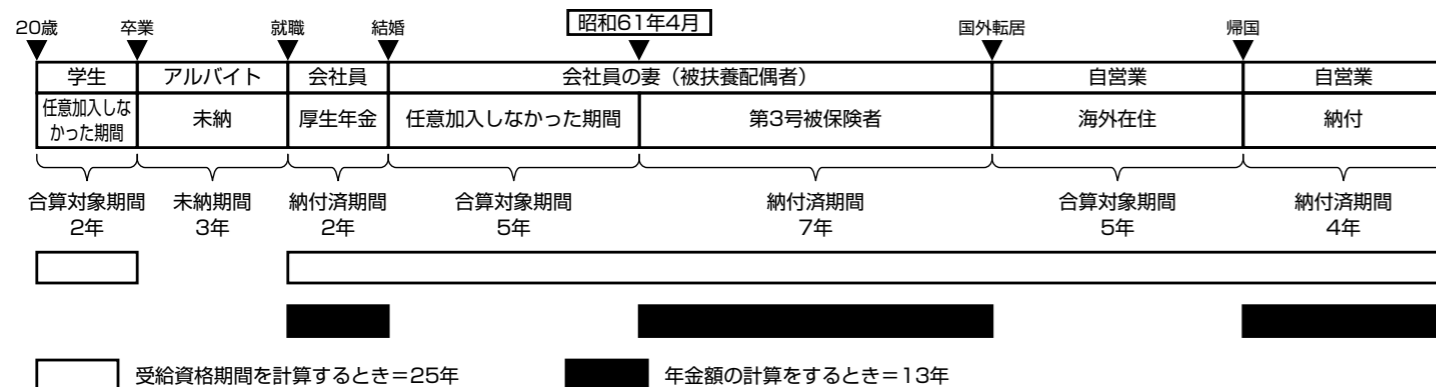 昭和61年4月
20歳 卒業 就職 結婚 国外転居 帰国
学生 アルバイト 会社員 会社員の妻（被扶養配偶者） 自営業 自営業
任意加入しな
かった期間
未納 厚生年金 任意加入しなかった期間 第3号被保険者 海外在住 納付
合算対象期間 未納期間 納付済期間 合算対象期間 納付済期間 合算対象期間 納付済期間
2年 3年 2年 5年 7年 5年 4年
受給資格期間を計算するとき＝25年 年金額の計算をするとき＝13年